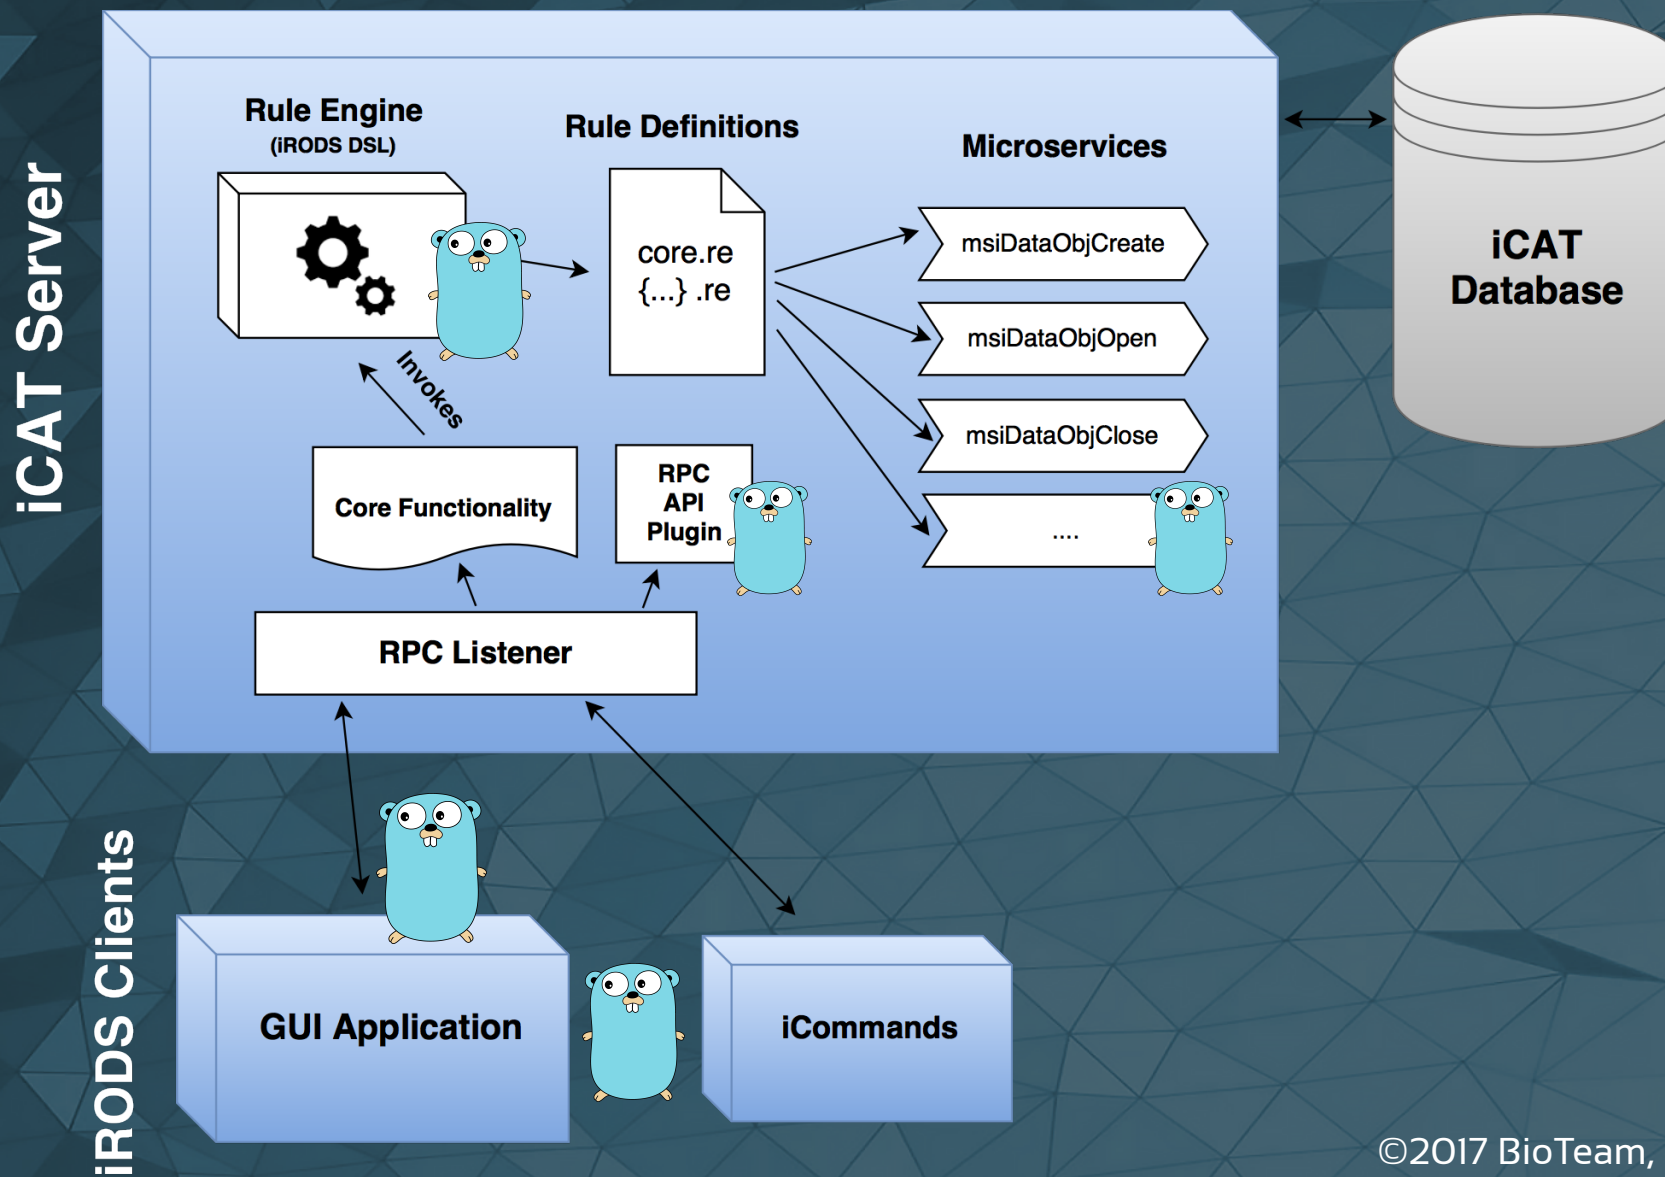 iCAT Server
Rule Engine
(iRODS DSL)
Rule Definitions
core.re
{...} .re
Microservices
msiDataObjCreate
msiDataObjOpen
msiDataObjClose
....
Invokes
Core Functionality
RPC
API
Plugin
RPC Listener
iCAT
Database
iRODS Clients
GUI Application
iCommands
©2017 BioTeam,